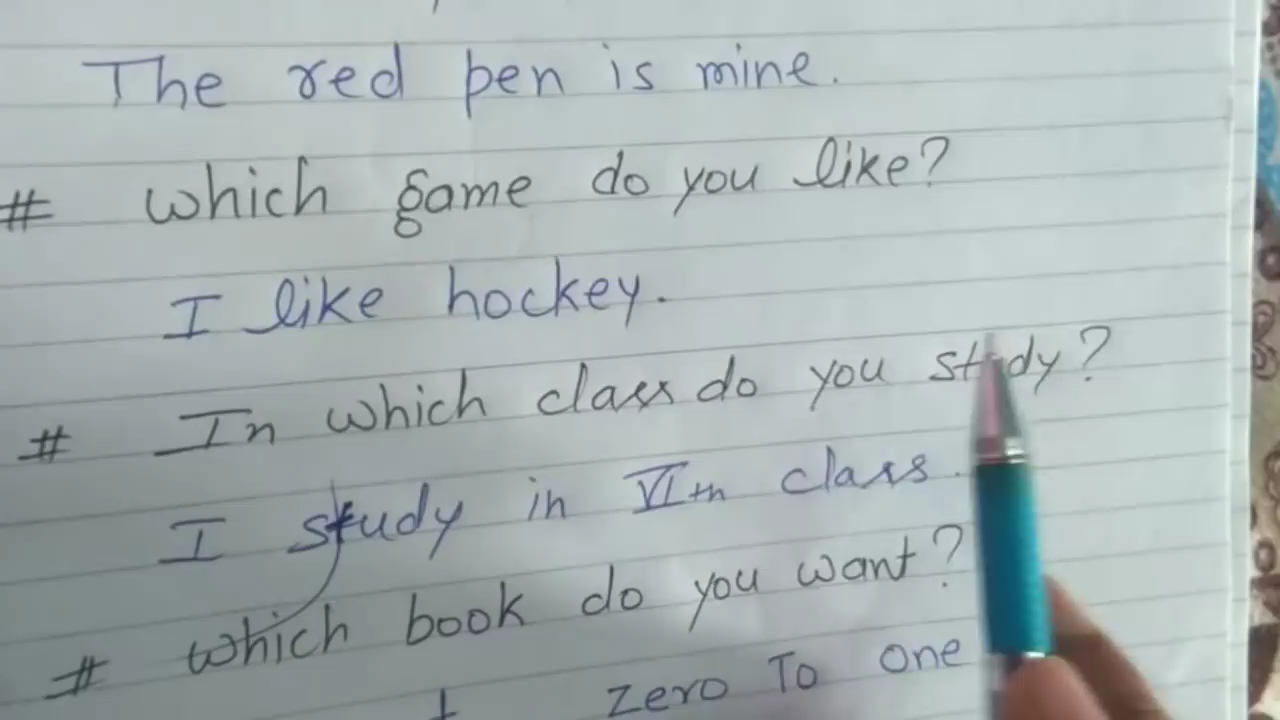 The red pen is mine.
# which game do you like?
I like hockey.
# In which class do you study?
I study in VIth class.
# which book do you want?
zero To one